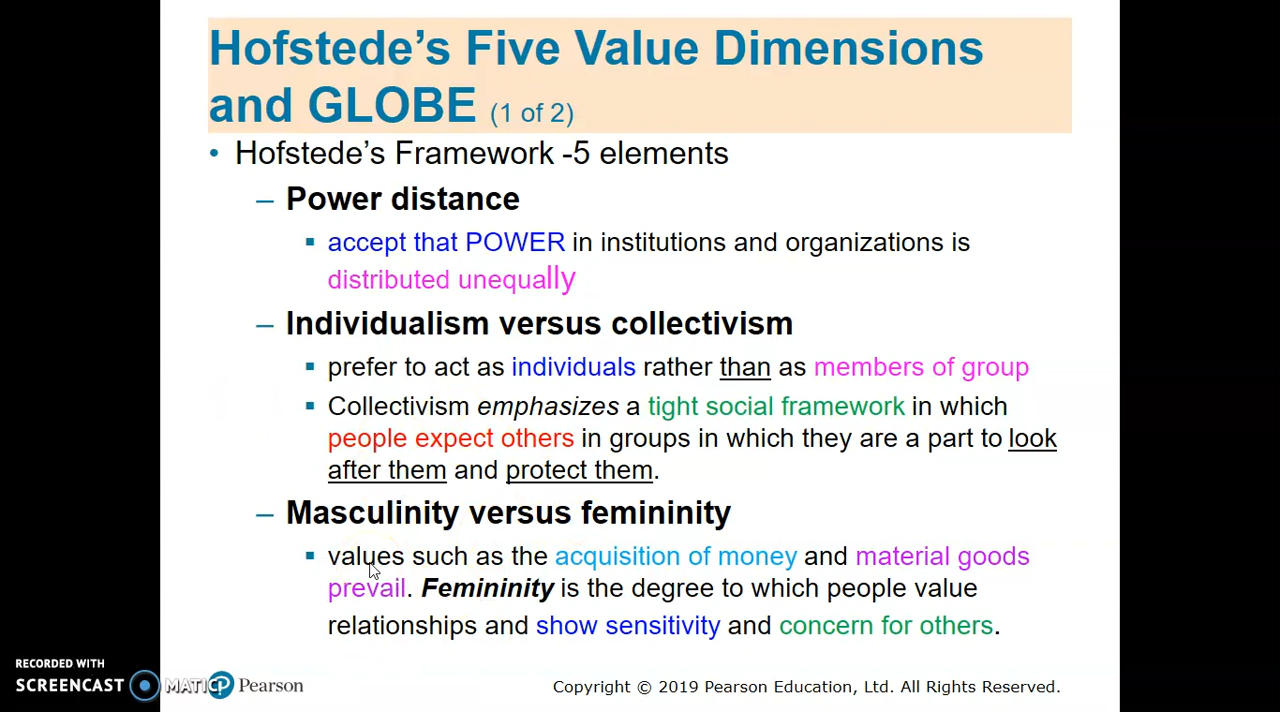 Hofstede's Five Value Dimensions
and GLOBE (1 of 2)
• Hofstede's Framework -5 elements
– Power distance
▪ accept that POWER in institutions and organizations is
distributed unequally
– Individualism versus collectivism
▪ prefer to act as individuals rather than as members of group
▪ Collectivism emphasizes a tight social framework in which
people expect others in groups in which they are a part to look
after them and protect them.
– Masculinity versus femininity
▪ values such as the acquisition of money and material goods
prevail. Femininity is the degree to which people value
relationships and show sensitivity and concern for others.
RECORDED WITH
SCREENCAST MATIC
Pearson
Copyright © 2019 Pearson Education, Ltd. All Rights Reserved.